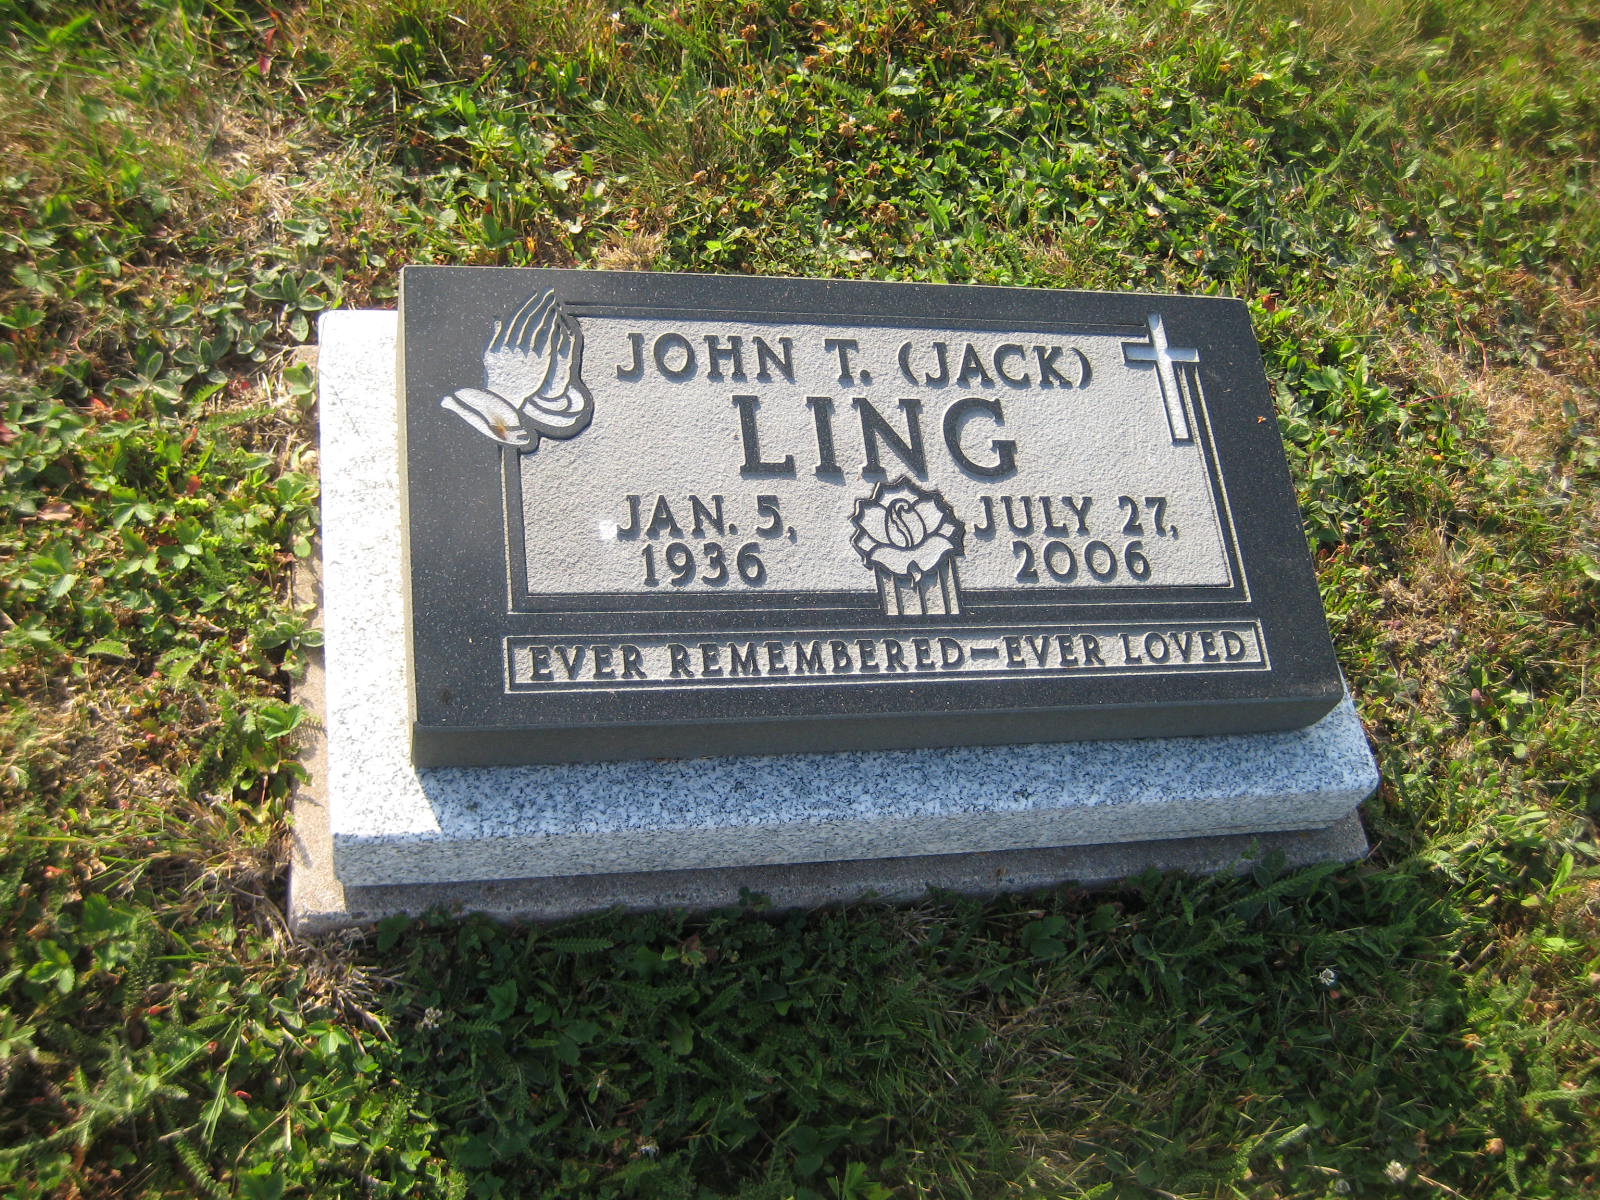 JOHN T. (JACK)
LING
JAN. 5, JULY 27,
1936 2006
EVER REMEMBERED—EVER LOVED